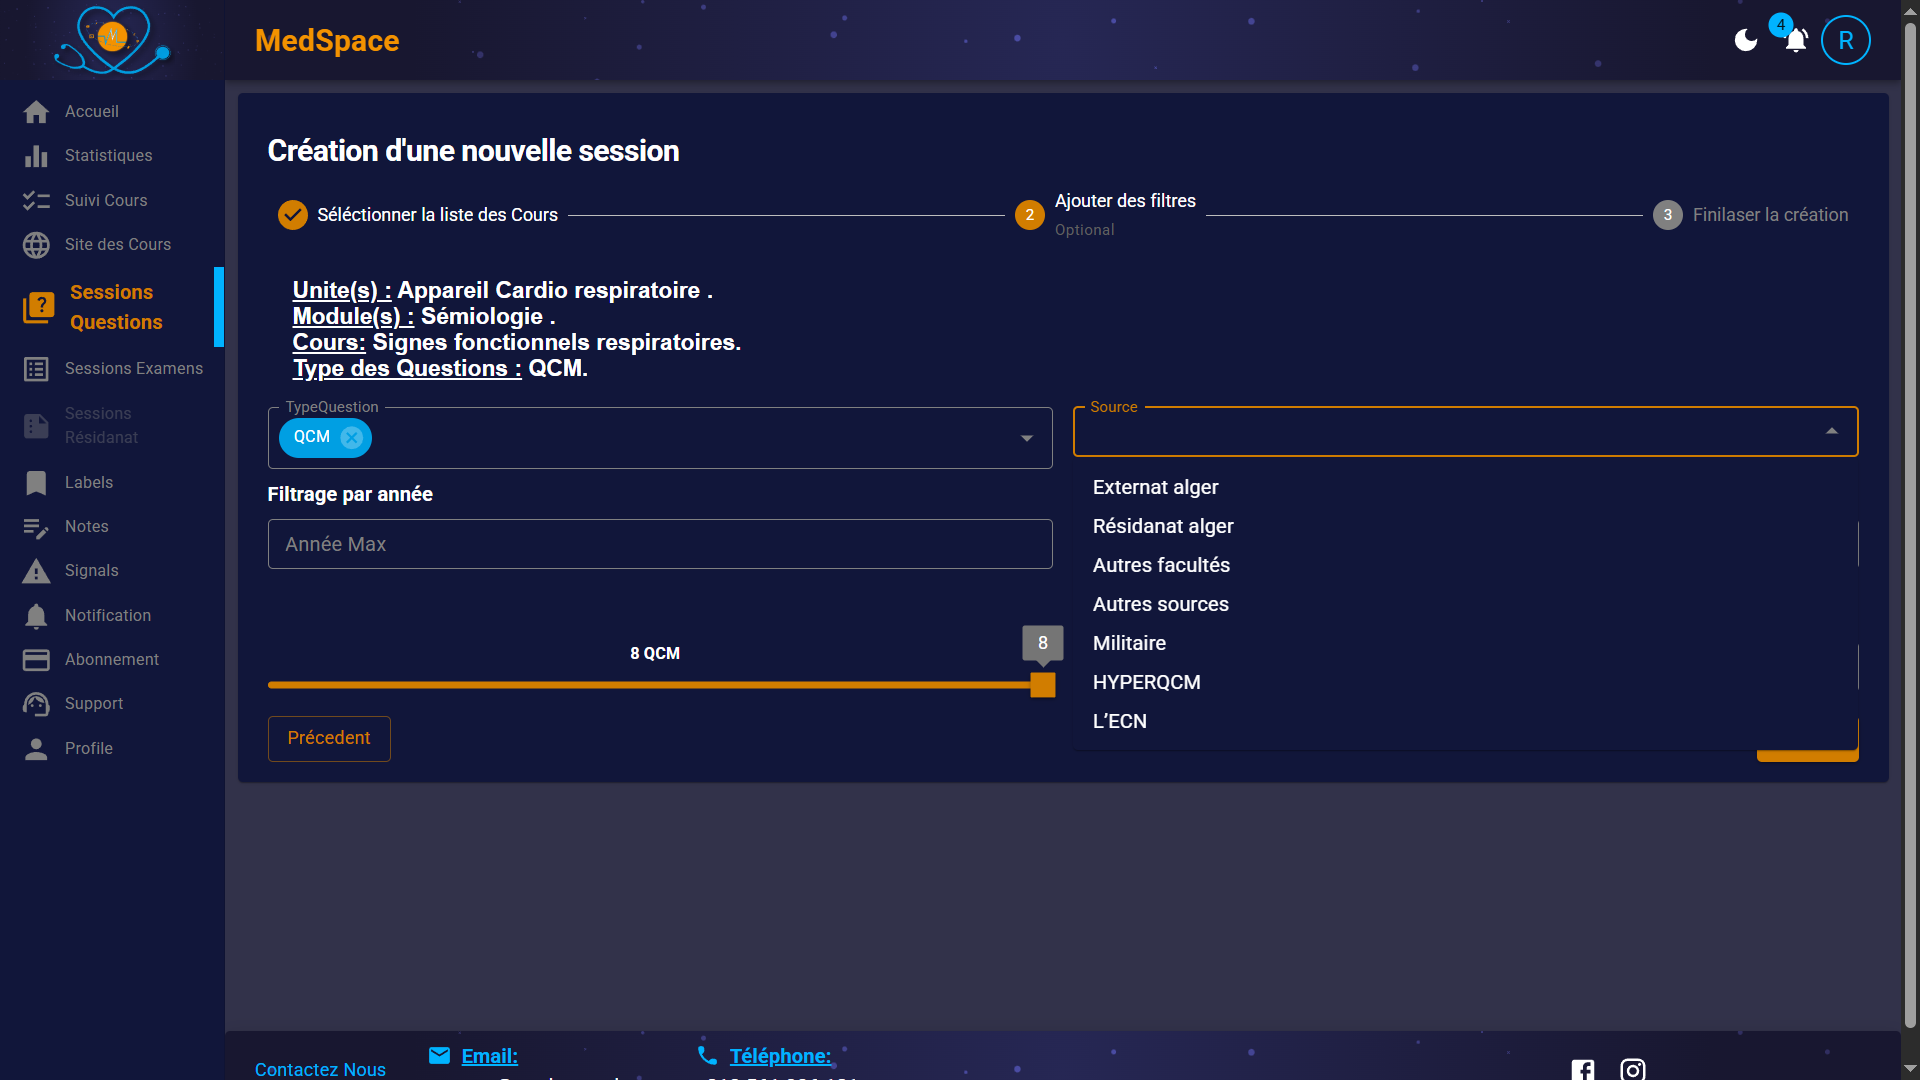 MedSpace
4
R
Accueil
Statistiques
Suivi Cours
Site des Cours
Sessions
Questions
Sessions Examens
Sessions
Résidanat
Labels
Notes
Signals
Notification
Abonnement
Support
Profile
Création d'une nouvelle session
Séléctionner la liste des Cours
2
Ajouter des filtres
Optional
3
Finilaser la création
Unite(s) : Appareil Cardio respiratoire .
Module(s) : Sémiologie .
Cours: Signes fonctionnels respiratoires.
Type des Questions : QCM.
TypeQuestion
QCM
Source
Externat alger
Résidanat alger
Autres facultés
Autres sources
Militaire
HYPERQCM
L’ECN
Filtrage par année
Année Max
8 QCM
8
Précedent
Contactez Nous
Email:
Téléphone: